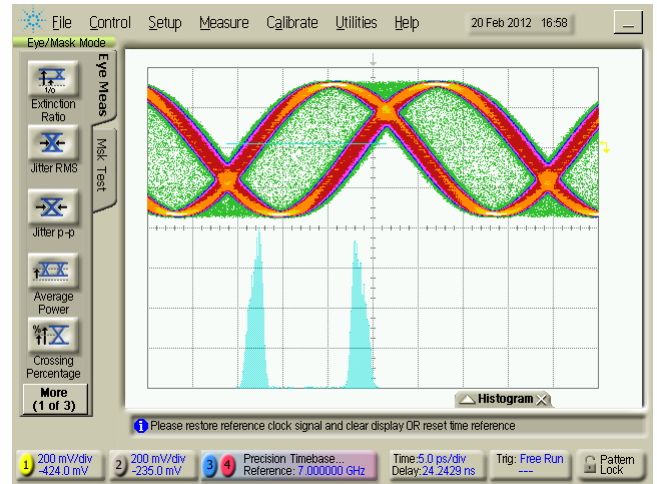 File Control Setup Measure Calibrate Utilities Help 20 Feb 2012 16:58
Eye/Mask Mode
Eye Meas
Msk Test
1/0
Extinction
Ratio
Jitter RMS
Jitter p-p
Average
Power
%
Crossing
Percentage
More
(1 of 3)
Histogram
Please restore reference clock signal and clear display OR reset time reference
1 200 mV/div
-424.0 mV
2 200 mV/div
-235.0 mV
3 4 Precision Timebase...
Reference: 7.000000 GHz
Time:5.0 ps/div
Delay:24.2429 ns
Trig: Free Run
---
Pattern
Lock